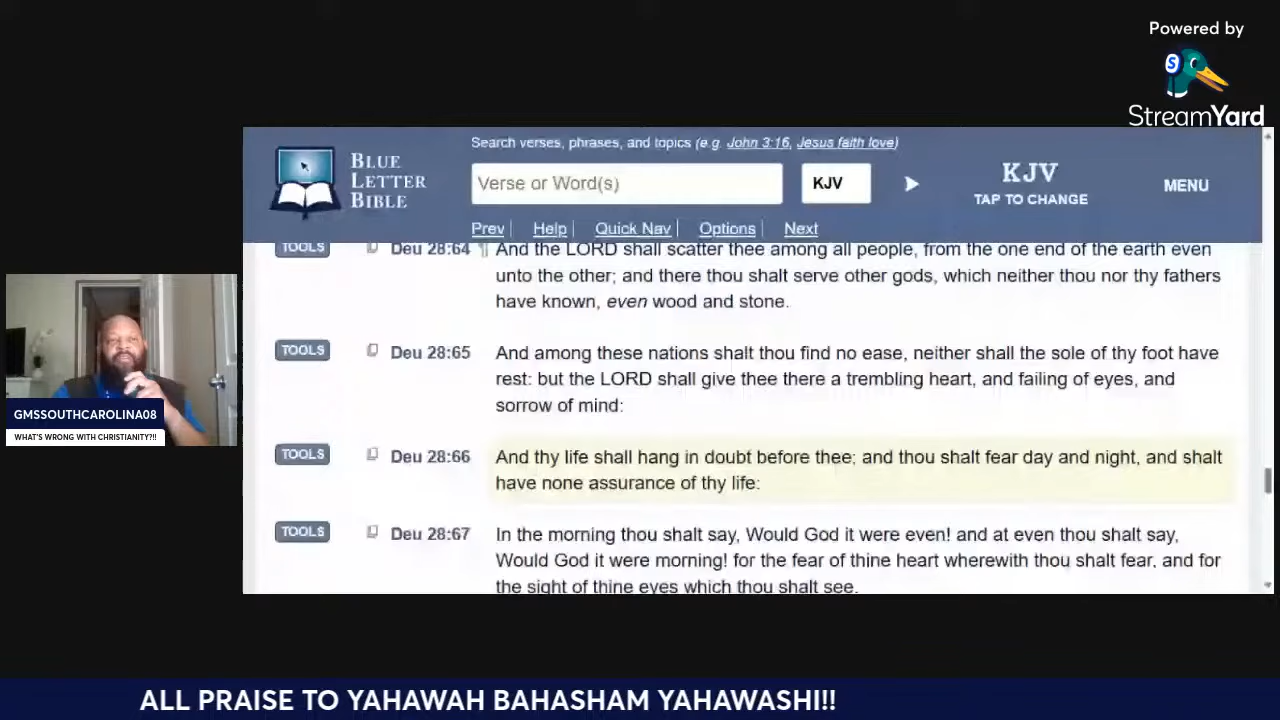 Powered by
StreamYard
Search verses, phrases, and topics (e.g. John 3:16, Jesus faith love)
BLUE
LETTER
BIBLE
Verse or Word(s)
KJV
KJV
TAP TO CHANGE
MENU
Prev
Help
Quick Nav
Options
Next
TOOLS Deu 28:64 ¶ And the LORD shall scatter thee among all people, from the one end of the earth even
unto the other; and there thou shalt serve other gods, which neither thou nor thy fathers
have known, even wood and stone.
TOOLS Deu 28:65 And among these nations shalt thou find no ease, neither shall the sole of thy foot have
rest: but the LORD shall give thee there a trembling heart, and failing of eyes, and
sorrow of mind:
TOOLS Deu 28:66 And thy life shall hang in doubt before thee; and thou shalt fear day and night, and shalt
have none assurance of thy life:
TOOLS Deu 28:67 In the morning thou shalt say, Would God it were even! and at even thou shalt say,
Would God it were morning! for the fear of thine heart wherewith thou shalt fear, and for
the sight of thine eyes which thou shalt see.
GMSSOUTHCAROLINA08
WHAT'S WRONG WITH CHRISTIANITY?!!
ALL PRAISE TO YAHAWAH BAHASHAM YAHAWASHI!!